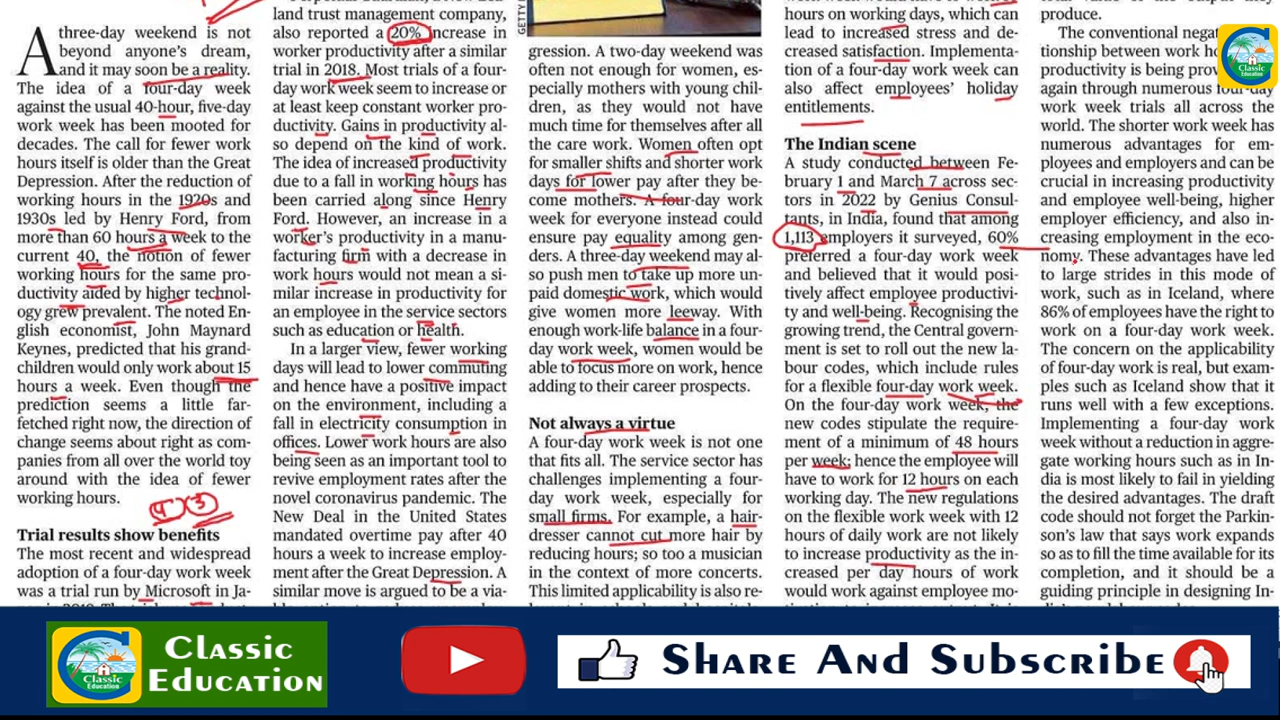 A three-day weekend is not
beyond anyone's dream,
and it may soon be a reality.
The idea of a four-day week
against the usual 40-hour, five-day
work week has been mooted for
decades. The call for fewer work
hours itself is older than the Great
Depression. After the reduction of
working hours in the 1920s and
1930s led by Henry Ford, from
more than 60 hours a week to the
current 40, the notion of fewer
working hours for the same pro-
ductivity aided by higher technol-
ogy grew prevalent. The noted En-
glish economist, John Maynard
Keynes, predicted that his grand-
children would only work about 15
hours a week. Even though the
prediction seems a little far-
fetched right now, the direction of
change seems about right as com-
panies from all over the world toy
around with the idea of fewer
working hours.
4 3
Trial results show benefits
The most recent and widespread
adoption of a four-day work week
was a trial run by Microsoft in Ja-
land trust management company,
also reported a 20% increase in
worker productivity after a similar
trial in 2018. Most trials of a four-
day work week seem to increase or
at least keep constant worker pro-
ductivity. Gains in productivity al-
so depend on the kind of work.
The idea of increased productivity
due to a fall in working hours has
been carried along since Henry
Ford. However, an increase in a
worker's productivity in a manu-
facturing firm with a decrease in
work hours would not mean a si-
milar increase in productivity for
an employee in the service sectors
such as education or health.
In a larger view, fewer working
days will lead to lower commuting
and hence have a positive impact
on the environment, including a
fall in electricity consumption in
offices. Lower work hours are also
being seen as an important tool to
revive employment rates after the
novel coronavirus pandemic. The
New Deal in the United States
mandated overtime pay after 40
hours a week to increase employ-
ment after the Great Depression. A
similar move is argued to be a via-
GETTY
gression. A two-day weekend was
often not enough for women, es-
pecially mothers with young chil-
dren, as they would not have
much time for themselves after all
the care work. Women often opt
for smaller shifts and shorter work
days for lower pay after they be-
come mothers. A four-day work
week for everyone instead could
ensure pay equality among gen-
ders. A three-day weekend may al-
so push men to take up more un-
paid domestic work, which would
give women more leeway. With
enough work-life balance in a four-
day work week, women would be
able to focus more on work, hence
adding to their career prospects.
Not always a virtue
A four-day work week is not one
that fits all. The service sector has
challenges implementing a four-
day work week, especially for
small firms. For example, a hair-
dresser cannot cut more hair by
reducing hours; so too a musician
in the context of more concerts.
This limited applicability is also re-
hours on working days, which can
lead to increased stress and de-
creased satisfaction. Implementa-
tion of a four-day work week can
also affect employees' holiday
entitlements.
The Indian scene
A study conducted between Fe-
bruary 1 and March 7 across sec-
tors in 2022 by Genius Consul-
tants, in India, found that among
1,113 employers it surveyed, 60%
preferred a four-day work week
and believed that it would posi-
tively affect employee productivi-
ty and well-being. Recognising the
growing trend, the Central govern-
ment is set to roll out the new la-
bour codes, which include rules
for a flexible four-day work week.
On the four-day work week, the
new codes stipulate the require-
ment of a minimum of 48 hours
per week; hence the employee will
have to work for 12 hours on each
working day. The new regulations
on the flexible work week with 12
hours of daily work are not likely
to increase productivity as the in-
creased per day hours of work
would work against employee mo-
produce.
The conventional negat
tionship between work ho
productivity is being prov
again through numerous four-day
work week trials all across the
world. The shorter work week has
numerous advantages for em-
ployees and employers and can be
crucial in increasing productivity
and employee well-being, higher
employer efficiency, and also in-
creasing employment in the eco-
nomy. These advantages have led
to large strides in this mode of
work, such as in Iceland, where
86% of employees have the right to
work on a four-day work week.
The concern on the applicability
of four-day work is real, but exam-
ples such as Iceland show that it
runs well with a few exceptions.
Implementing a four-day work
week without a reduction in aggre-
gate working hours such as in In-
dia is most likely to fail in yielding
the desired advantages. The draft
code should not forget the Parkin-
son's law that says work expands
so as to fill the time available for its
completion, and it should be a
guiding principle in designing In-
Classic
Education
Classic
Education
Classic
Education
Share And Subscribe